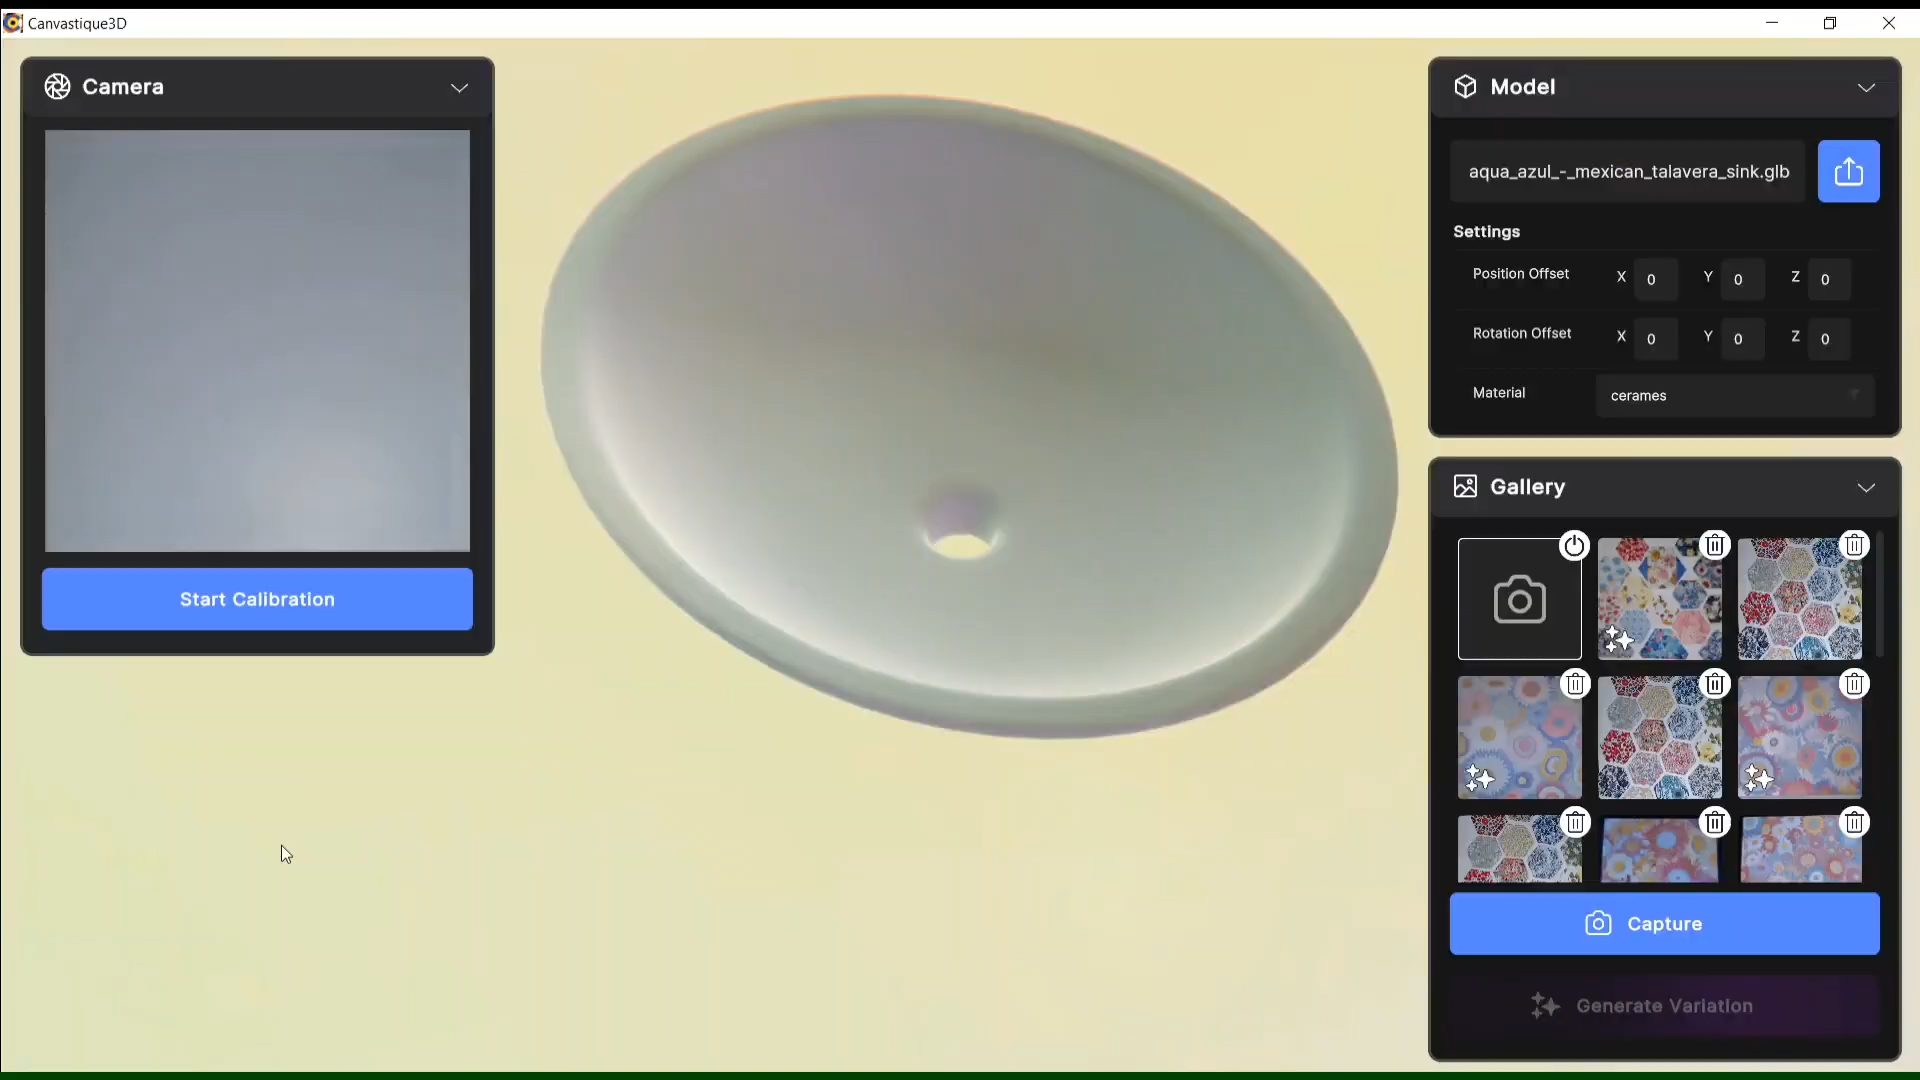 Canvastique3D
Camera
Start Calibration
Model
aqua_azul_-_mexican_talavera_sink.glb
Settings
Position Offset X 0 Y 0 Z 0
Rotation Offset X 0 Y 0 Z 0
Material cerames
Gallery
Capture
Generate Variation